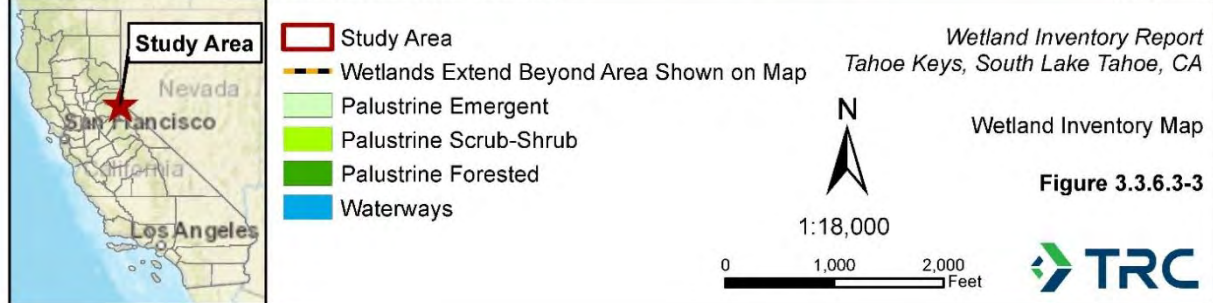 Study Area
Nevada
San Francisco
California
Los Angeles
Study Area
Wetlands Extend Beyond Area Shown on Map
Palustrine Emergent
Palustrine Scrub-Shrub
Palustrine Forested
Waterways
N
1:18,000
0 1,000 2,000
Feet
Wetland Inventory Report
Tahoe Keys, South Lake Tahoe, CA
Wetland Inventory Map
Figure 3.3.6.3-3
TRC